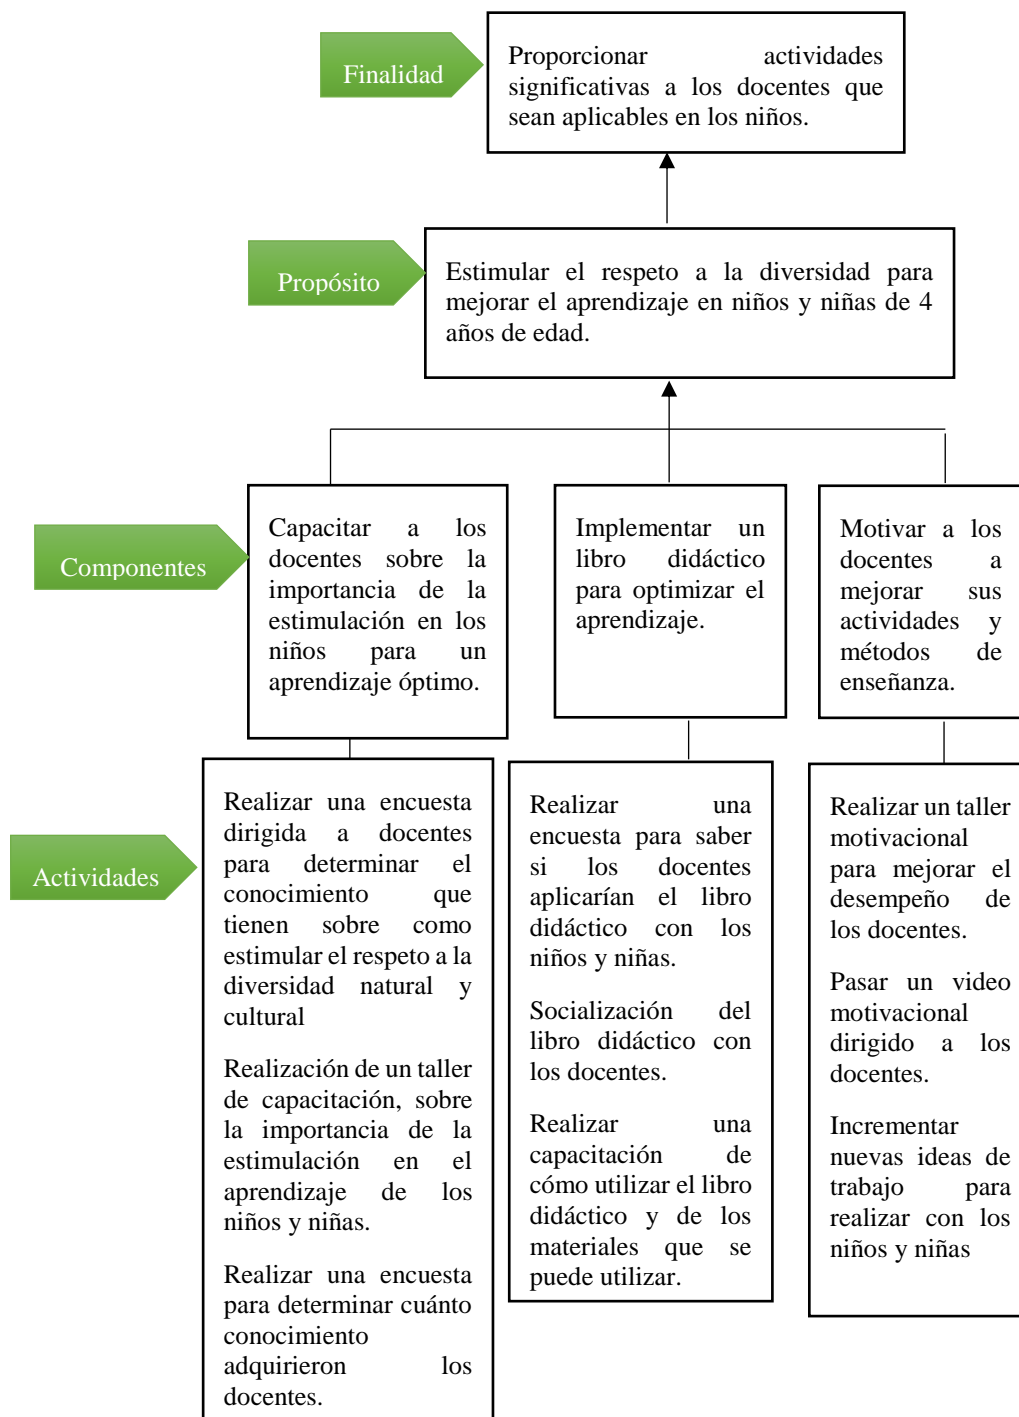 Finalidad
Proporcionar actividades
significativas a los docentes que
sean aplicables en los niños.
Propósito
Estimular el respeto a la diversidad para
mejorar el aprendizaje en niños y niñas de 4
años de edad.
Componentes
Capacitar a los
docentes sobre la
importancia de la
estimulación en los
niños para un
aprendizaje óptimo.
Implementar un
libro didáctico
para optimizar el
aprendizaje.
Motivar a los
docentes a
mejorar sus
actividades y
métodos de
enseñanza.
Actividades
Realizar una encuesta
dirigida a docentes
para determinar el
conocimiento que
tienen sobre como
estimular el respeto a la
diversidad natural y
cultural
Realización de un taller
de capacitación, sobre
la importancia de la
estimulación en el
aprendizaje de los
niños y niñas.
Realizar una encuesta
para determinar cuánto
conocimiento
adquirieron los
docentes.
Realizar una
encuesta para saber
si los docentes
aplicarían el libro
didáctico con los
niños y niñas.
Socialización del
libro didáctico con
los docentes.
Realizar una
capacitación de
cómo utilizar el libro
didáctico y de los
materiales que se
puede utilizar.
Realizar un taller
motivacional
para mejorar el
desempeño de
los docentes.
Pasar un video
motivacional
dirigido a los
docentes.
Incrementar
nuevas ideas de
trabajo para
realizar con los
niños y niñas